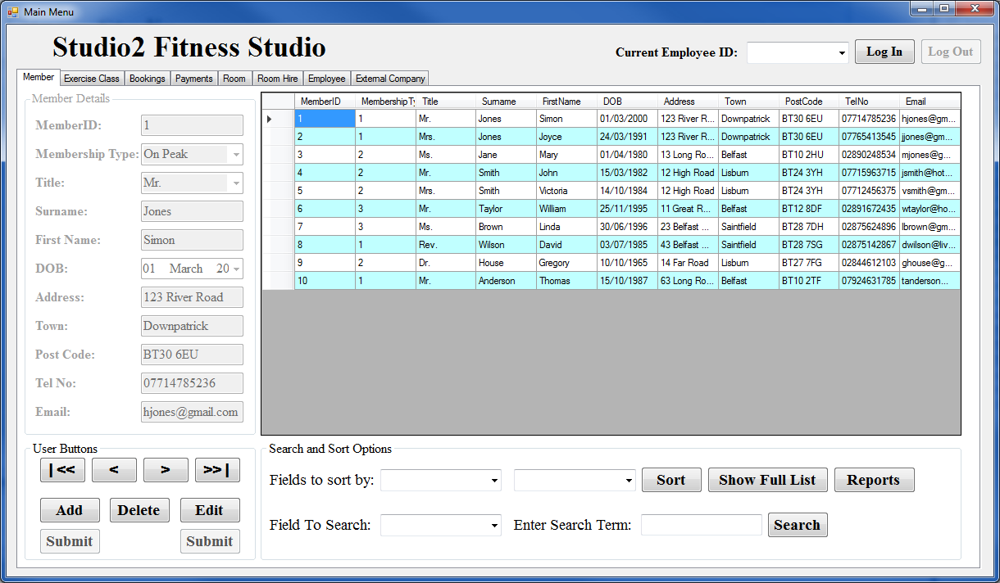 Main Menu
Studio2 Fitness Studio
Current Employee ID: Log In Log Out
Member Exercise Class Bookings Payments Room Room Hire Employee External Company
Member Details
MemberID: 1
Membership Type: On Peak
Title: Mr.
Surname: Jones
First Name: Simon
DOB: 01 March 20
Address: 123 River Road
Town: Downpatrick
Post Code: BT30 6EU
Tel No: 07714785236
Email: hjones@gmail.com
MemberID MembershipTy Title Surname FirstName DOB Address Town PostCode TelNo Email
1 1 Mr. Jones Simon 01/03/2000 123 River R... Downpatrick BT30 6EU 07714785236 hjones@gm...
2 1 Mrs. Jones Joyce 24/03/1991 123 River R... Downpatrick BT30 6EU 07765413545 jjones@gm...
3 2 Ms. Jane Mary 01/04/1980 13 Long Ro... Belfast BT10 2HU 02890248534 mjones@g...
4 2 Mr. Smith John 15/03/1982 12 High Road Lisburn BT24 3YH 07715963715 jsmith@hot...
5 2 Mrs. Smith Victoria 14/10/1984 12 High Road Lisburn BT24 3YH 07712456375 vsmith@gm...
6 3 Mr. Taylor William 25/11/1995 11 Great R... Belfast BT12 8DF 02891672435 wtaylor@ho...
7 3 Ms. Brown Linda 30/06/1996 23 Belfast ... Saintfield BT28 7DH 02875624896 lbrown@gm...
8 1 Rev. Wilson David 03/07/1985 43 Belfast ... Saintfield BT28 7SG 02875142867 dwilson@liv...
9 2 Dr. House Gregory 10/10/1965 14 Far Road Lisburn BT27 7FG 02844612103 ghouse@g...
10 1 Mr. Anderson Thomas 15/10/1987 63 Long Ro... Belfast BT10 2TF 07924631785 tanderson...
User Buttons
|<< < > >>|
Add Delete Edit
Submit Submit
Search and Sort Options
Fields to sort by: Sort Show Full List Reports
Field To Search: Enter Search Term: Search